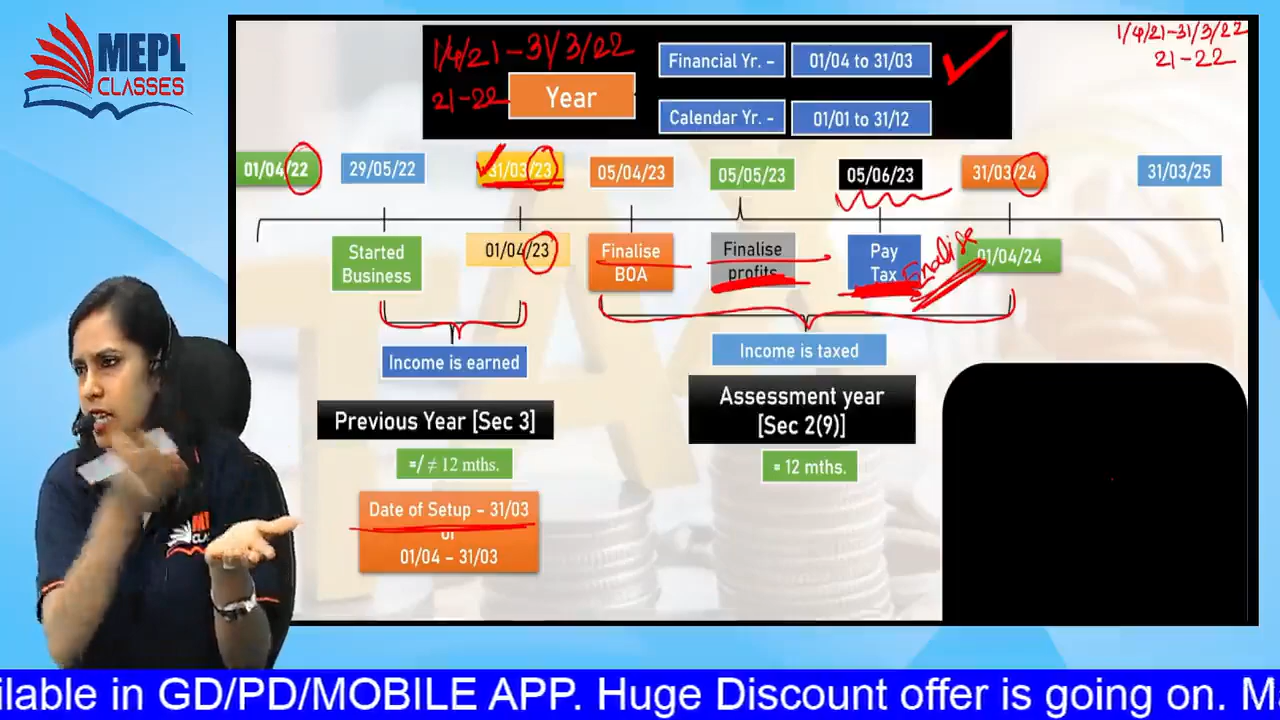 MEPL
CLASSES
1/4/21-31/3/22
21-22
Year
Financial Yr. -
01/04 to 31/03
Calendar Yr. -
01/01 to 31/12
1/4/21-31/3/22
21-22
01/04/22
29/05/22
31/03/23
05/04/23
05/05/23
05/06/23
31/03/24
31/03/25
Started
Business
01/04/23
Finalise
BOA
Finalise
profits
Pay
Tax
Finalise
01/04/24
Income is earned
Income is taxed
Previous Year [Sec 3]
Assessment year
[Sec 2(9)]
=/ ≠ 12 mths.
= 12 mths.
Date of Setup - 31/03
or
01/04 - 31/03
ilable in GD/PD/MOBILE APP. Huge Discount offer is going on. Ma